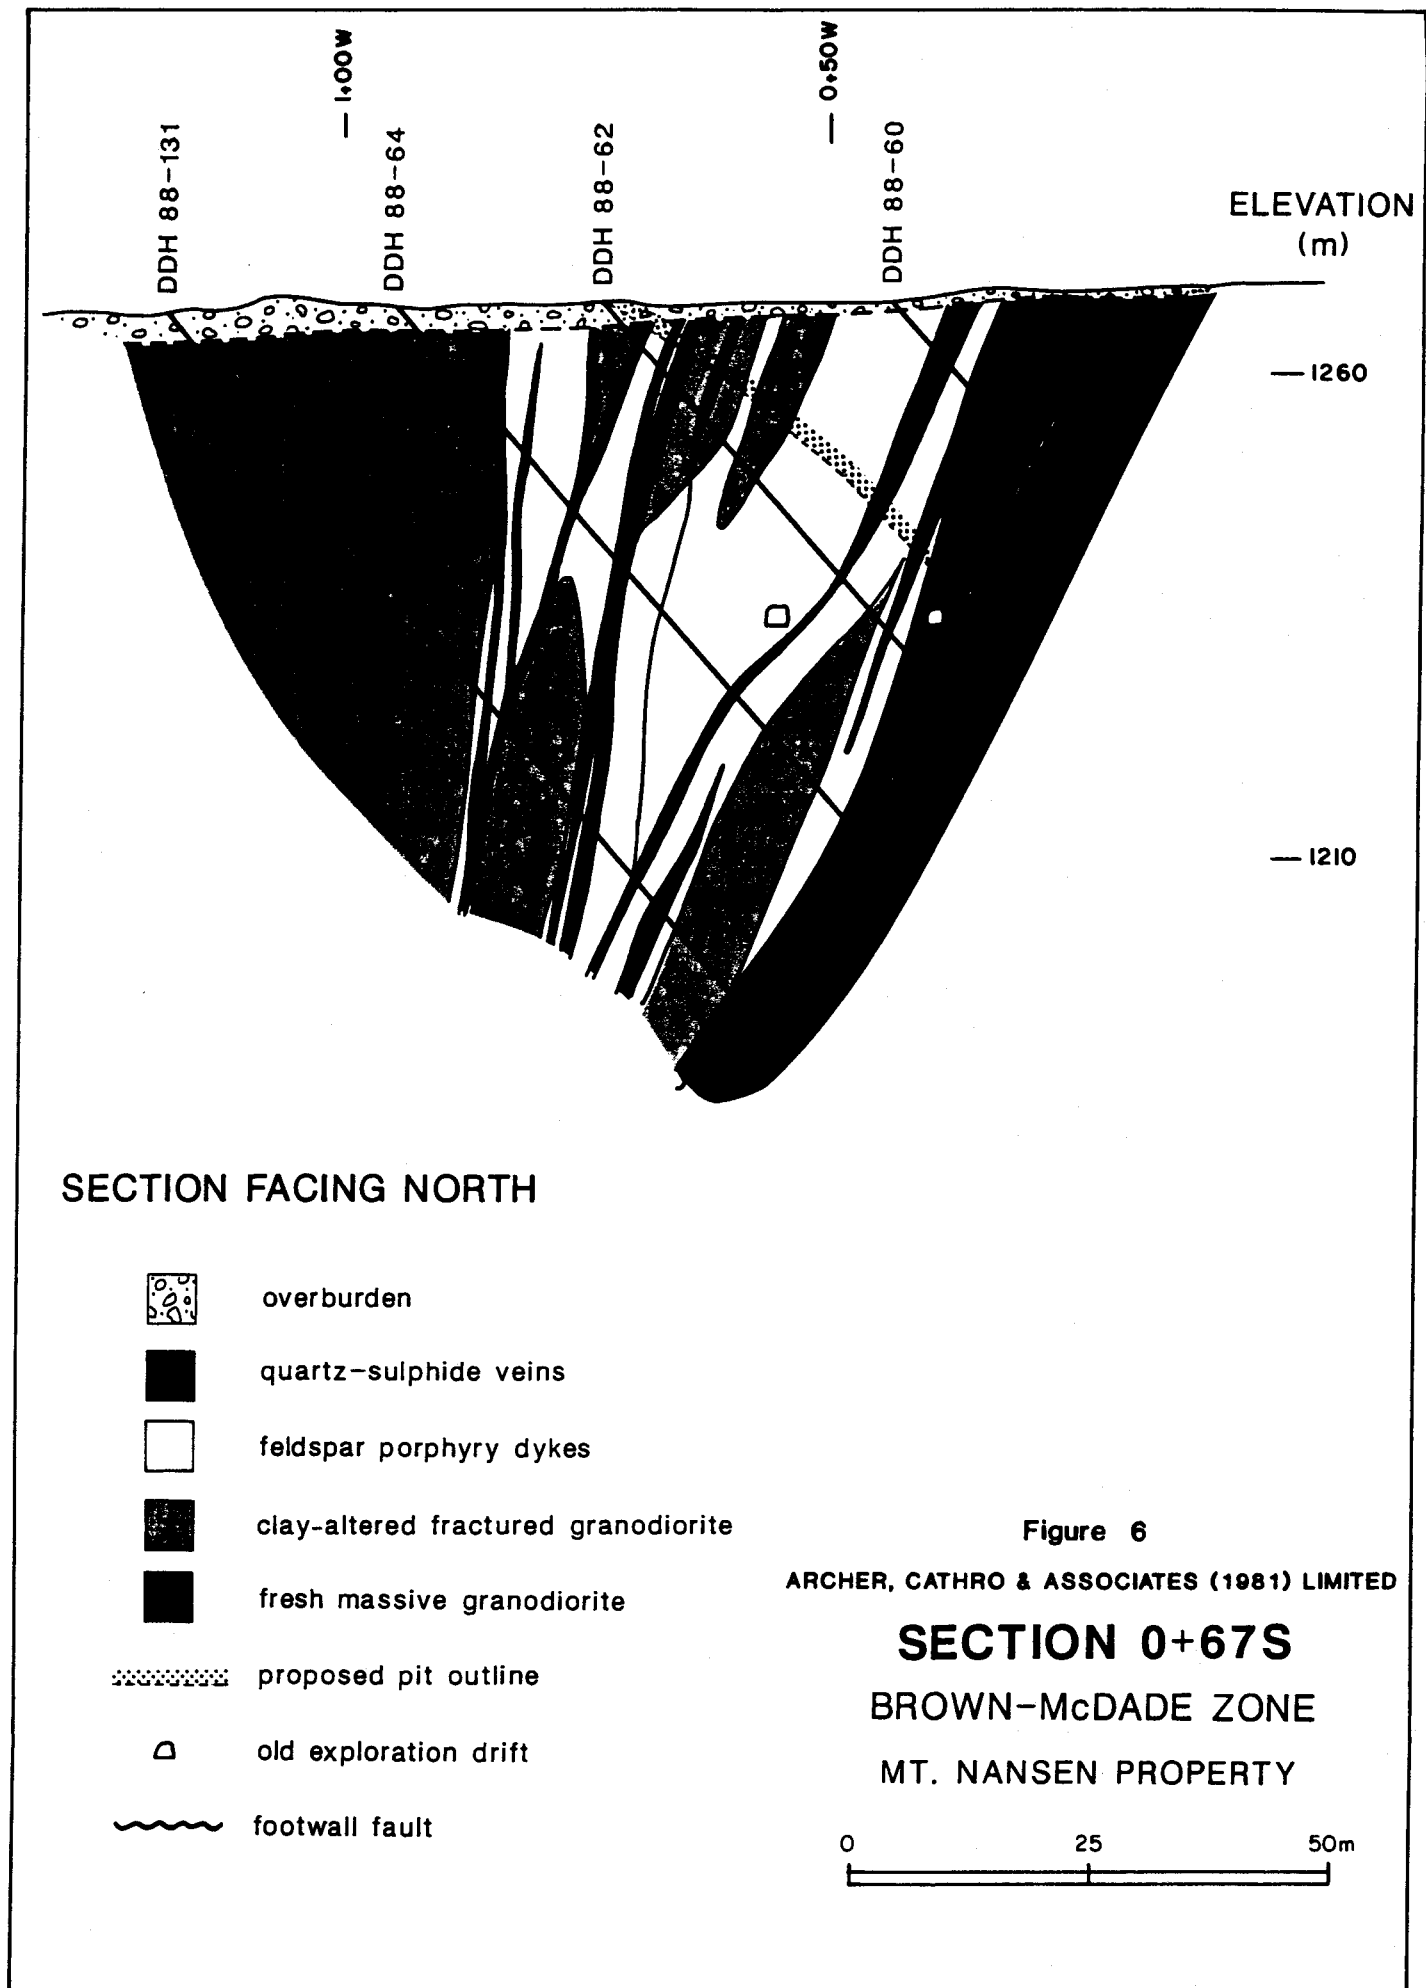 1+00W
0+50W
DDH 88-131
DDH 88-64
DDH 88-62
DDH 88-60
ELEVATION
(m)
1260
1210
SECTION FACING NORTH
overburden
quartz-sulphide veins
feldspar porphyry dykes
clay-altered fractured granodiorite
fresh massive granodiorite
proposed pit outline
old exploration drift
footwall fault
Figure 6
ARCHER, CATHRO & ASSOCIATES (1981) LIMITED
SECTION 0+67S
BROWN-McDADE ZONE
MT. NANSEN PROPERTY
0 25 50m